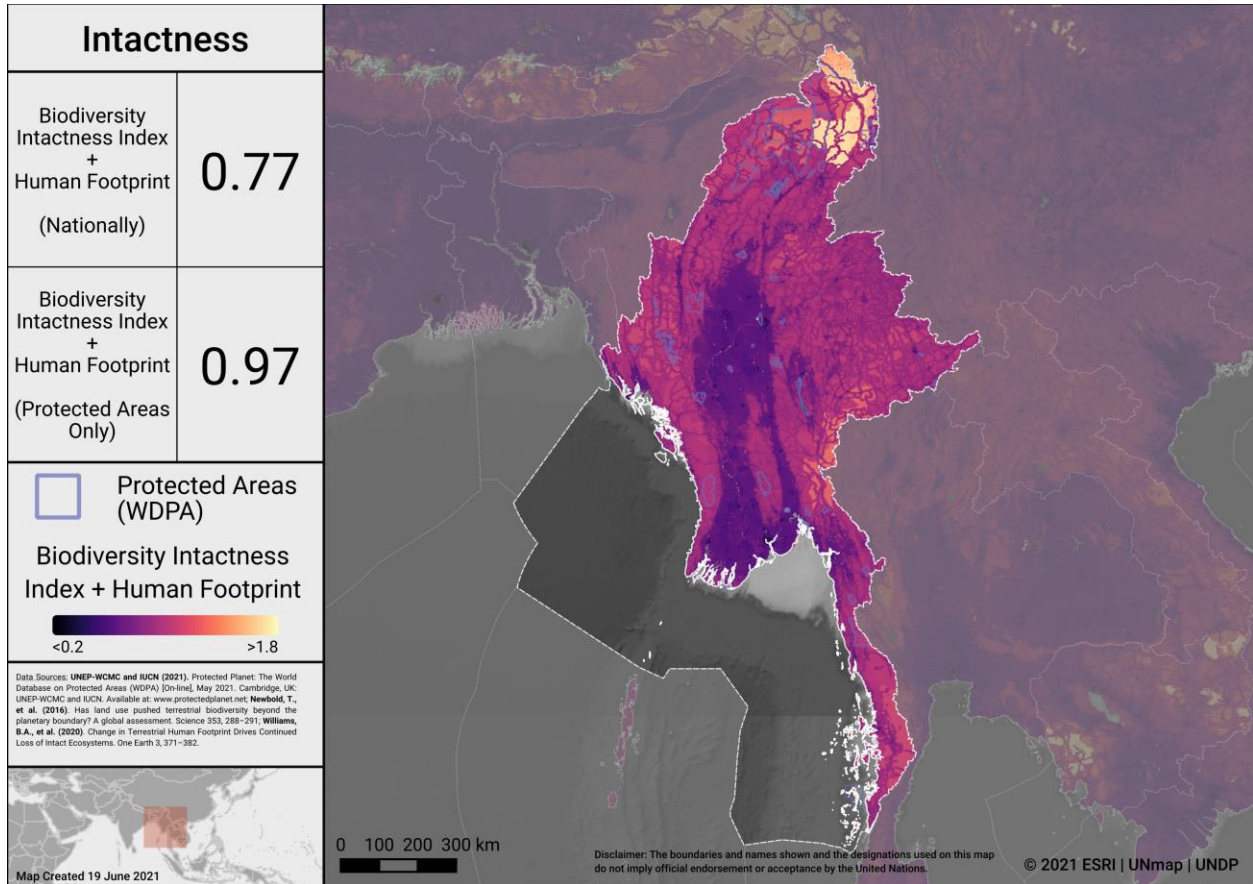 Intactness
Biodiversity
Intactness Index
+
Human Footprint
(Nationally)
0.77
Biodiversity
Intactness Index
+
Human Footprint
(Protected Areas
Only)
0.97
Protected Areas
(WDPA)
Biodiversity Intactness
Index + Human Footprint
<0.2
>1.8
Data Sources: UNEP-WCMC and IUCN (2021). Protected Planet: The World
Database on Protected Areas (WDPA) [On-line], May 2021. Cambridge, UK:
UNEP-WCMC and IUCN. Available at: www.protectedplanet.net; Newbold, T.,
et al. (2016). Has land use pushed terrestrial biodiversity beyond the
planetary boundary? A global assessment. Science 353, 288–291; Williams,
B.A., et al. (2020). Change in Terrestrial Human Footprint Drives Continued
Loss of Intact Ecosystems. One Earth 3, 371–382.
Map Created 19 June 2021
0 100 200 300 km
Disclaimer: The boundaries and names shown and the designations used on this map
do not imply official endorsement or acceptance by the United Nations.
© 2021 ESRI | UNmap | UNDP